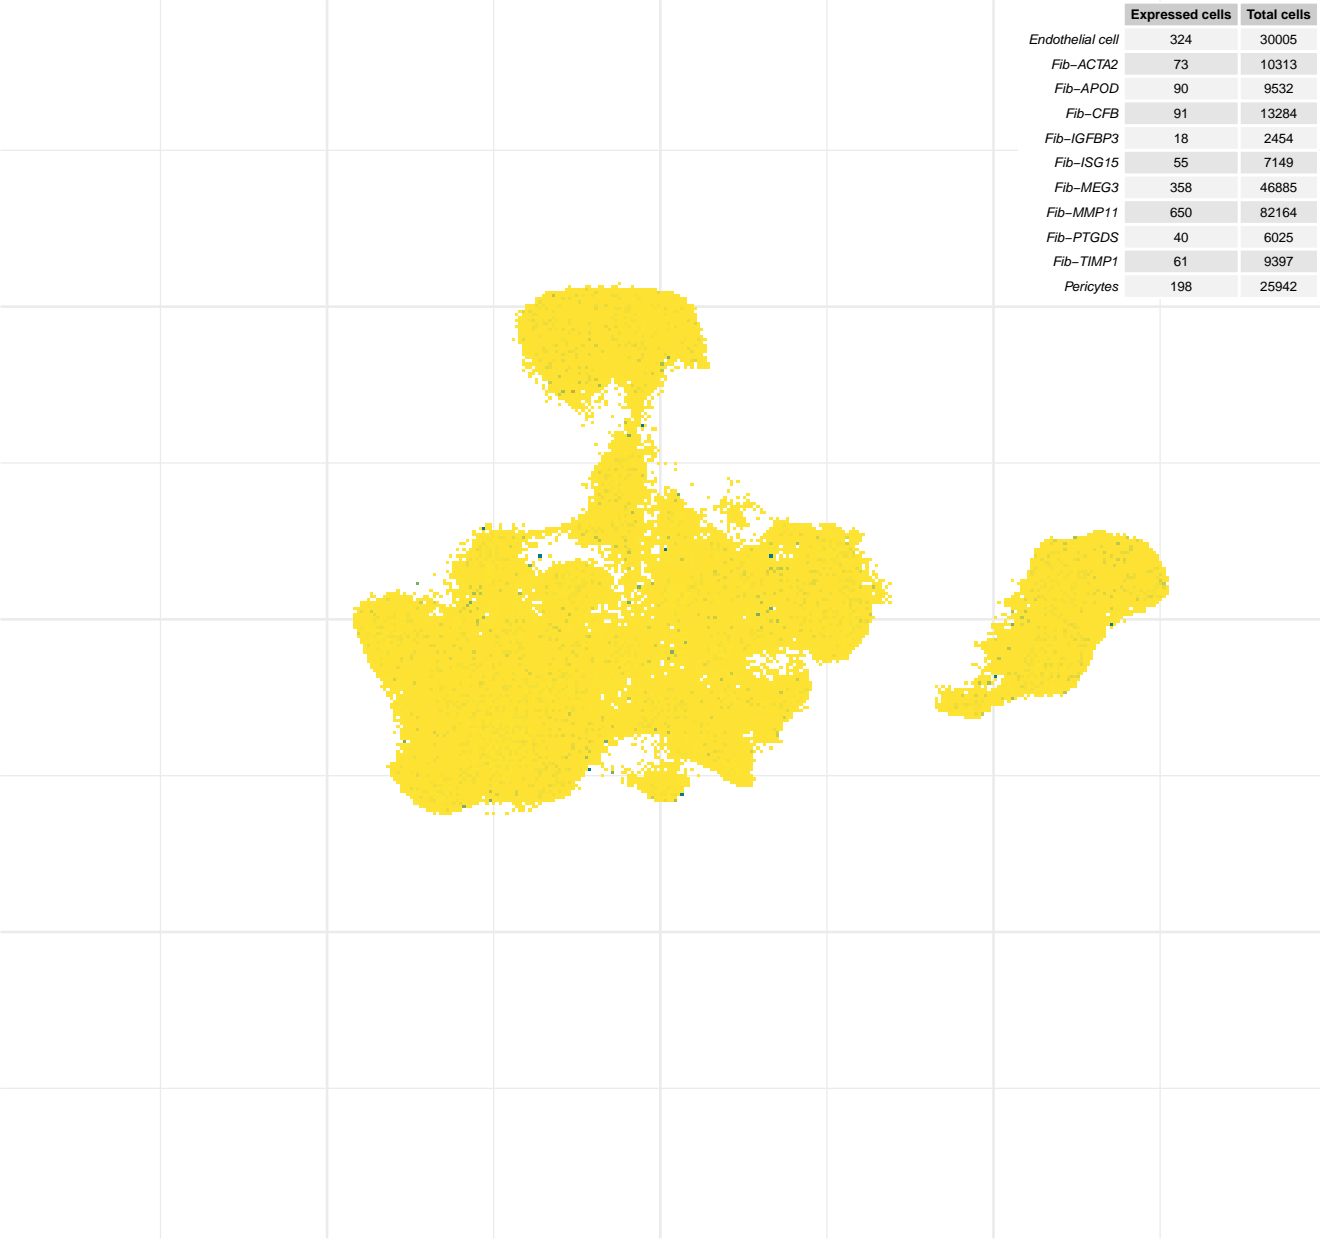 Expressed cells Total cells
Endothelial cell 324 30005
Fib−ACTA2 73 10313
Fib−APOD 90 9532
Fib−CFB 91 13284
Fib−IGFBP3 18 2454
Fib−ISG15 55 7149
Fib−MEG3 358 46885
Fib−MMP11 650 82164
Fib−PTGDS 40 6025
Fib−TIMP1 61 9397
Pericytes 198 25942